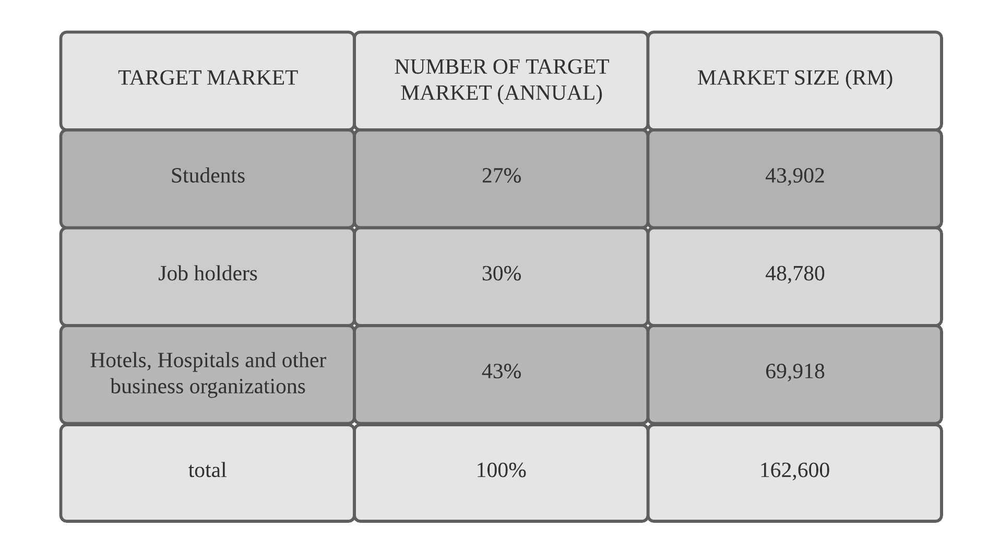 TARGET MARKET
NUMBER OF TARGET
MARKET (ANNUAL)
MARKET SIZE (RM)
Students
27%
43,902
Job holders
30%
48,780
Hotels, Hospitals and other
business organizations
43%
69,918
total
100%
162,600